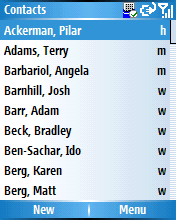 Contacts
Ackerman, Pilar h
Adams, Terry m
Barbariol, Angela m
Barnhill, Josh w
Barr, Adam w
Beck, Bradley w
Ben-Sachar, Ido w
Berg, Karen w
Berg, Matt w
New Menu